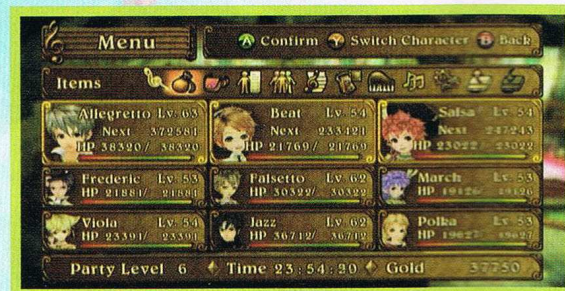 Menu
A Confirm Y Switch Character B Back
Items
Allegretto Lv. 63
Next 372581
HP 38320/ 38320
Beat Lv. 54
Next 233421
HP 21769/ 21769
Salsa Lv. 54
Next 247243
HP 23022/ 23022
Frederic Lv. 53
HP 21881/ 21881
Falsetto Lv. 62
HP 30322/ 30322
March Lv. 53
HP 19126/ 19126
Viola Lv. 54
HP 23391/ 23391
Jazz Lv. 62
HP 36712/ 36712
Polka Lv. 53
HP 19627/ 19627
Party Level 6 Time 23:54:20 Gold 37750